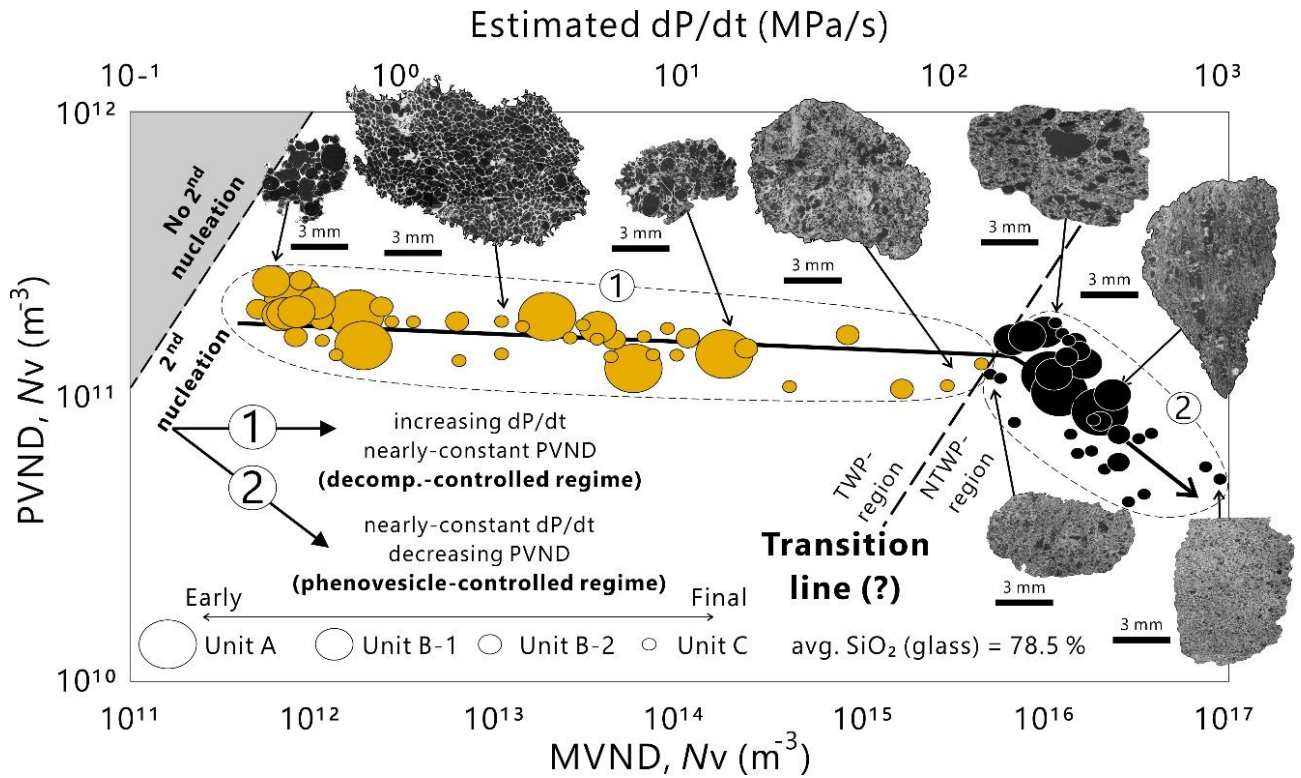 Estimated dP/dt (MPa/s)
10-¹ 10⁰ 10¹ 10² 10³
10¹²
10¹¹
10¹⁰
PVND, Nv (m⁻³)
No 2ⁿᵈ
nucleation
2ⁿᵈ
nucleation
3 mm
3 mm
3 mm
3 mm
3 mm
3 mm
1
2
1
increasing dP/dt
nearly-constant PVND
(decomp.-controlled regime)
2
nearly-constant dP/dt
decreasing PVND
(phenovesicle-controlled regime)
TWP-
region
NTWP-
region
Transition
line (?)
3 mm
3 mm
Early Final
Unit A Unit B-1 Unit B-2 Unit C avg. SiO₂ (glass) = 78.5 %
10¹¹ 10¹² 10¹³ 10¹⁴ 10¹⁵ 10¹⁶ 10¹⁷
MVND, Nv (m⁻³)